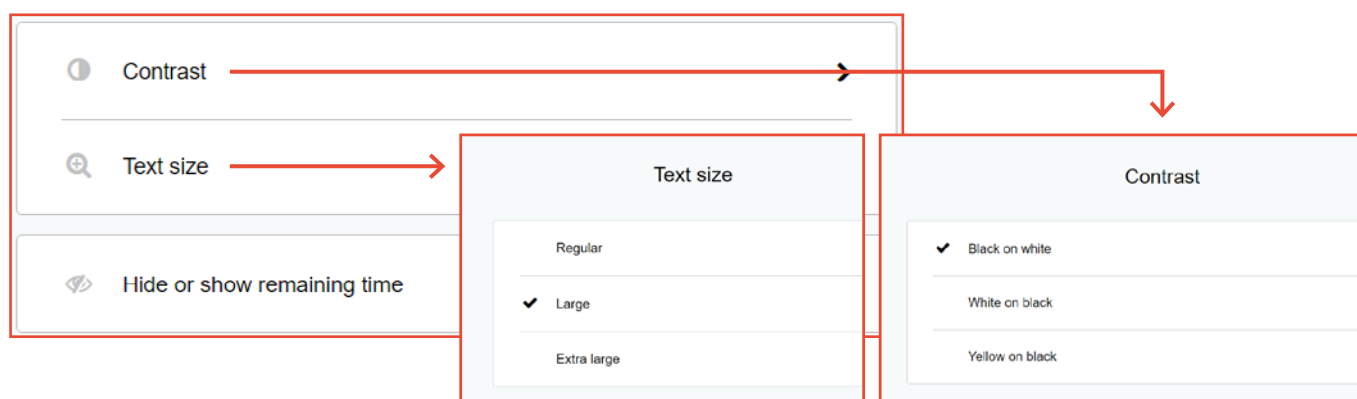 Contrast
Text size
Hide or show remaining time
Text size
Regular
Large
Extra large
Contrast
Black on white
White on black
Yellow on black